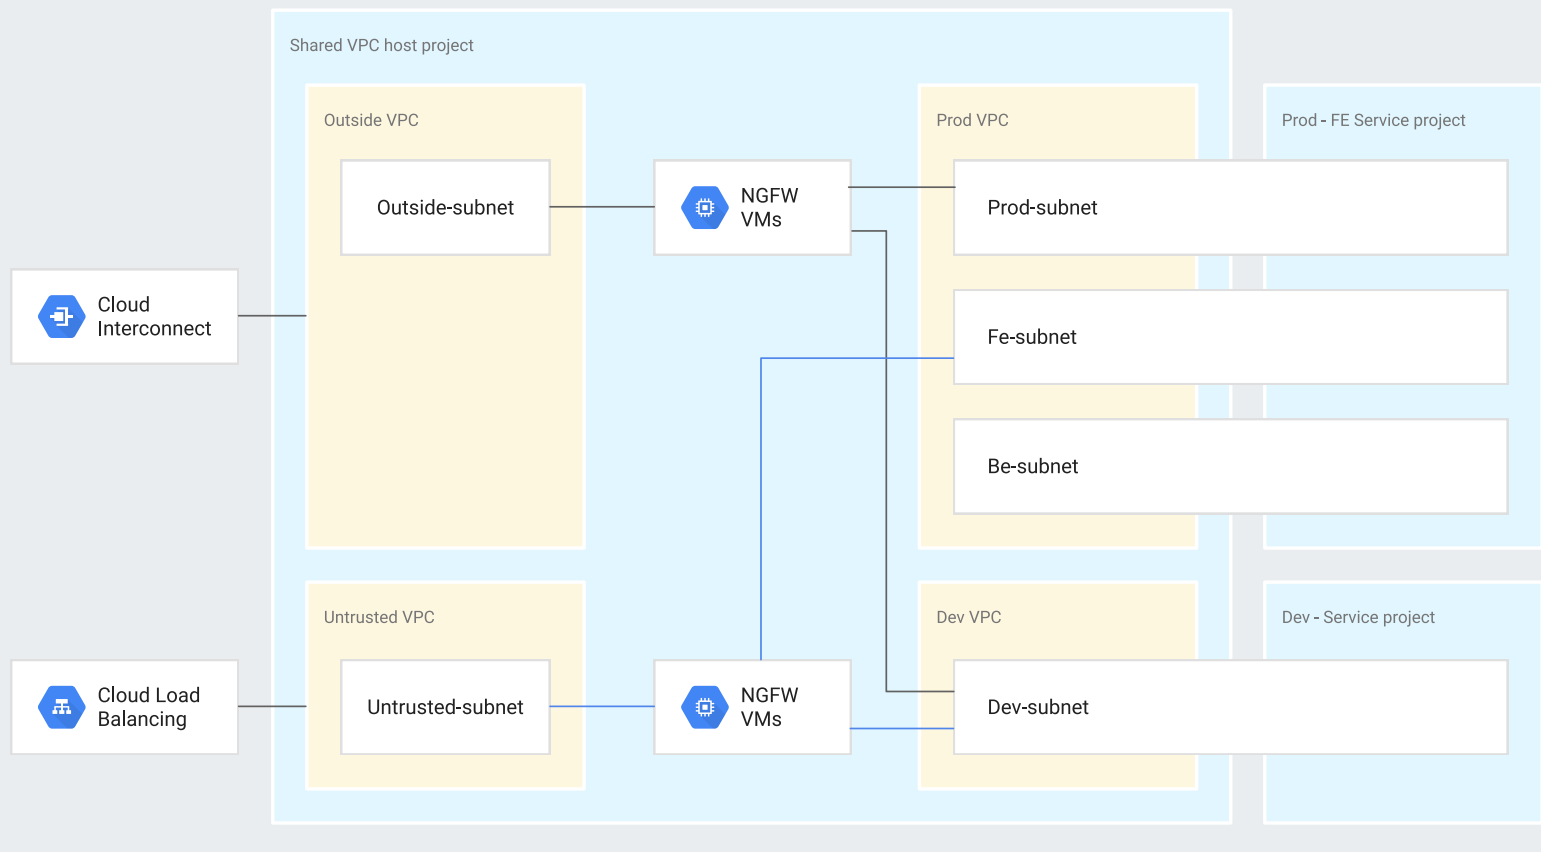 Shared VPC host project
Outside VPC
Prod VPC
Prod - FE Service project
Outside-subnet
NGFW
VMs
Prod-subnet
Cloud
Interconnect
Fe-subnet
Be-subnet
Untrusted VPC
Dev VPC
Dev - Service project
Cloud Load
Balancing
Untrusted-subnet
NGFW
VMs
Dev-subnet